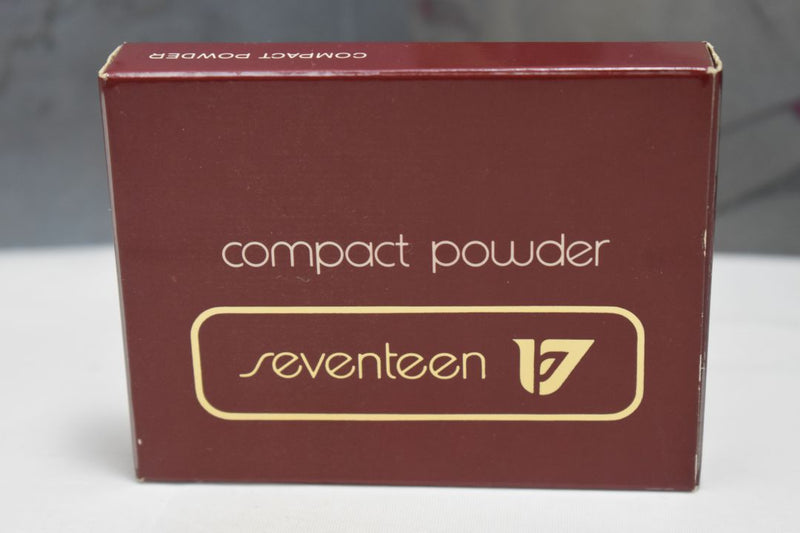 COMPACT POWDER
compact powder
seventeen 17